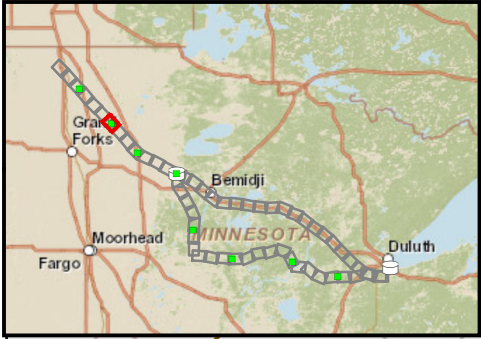 Grand
Forks
Bemidji
MINNESOTA
Moorhead
Fargo
Duluth